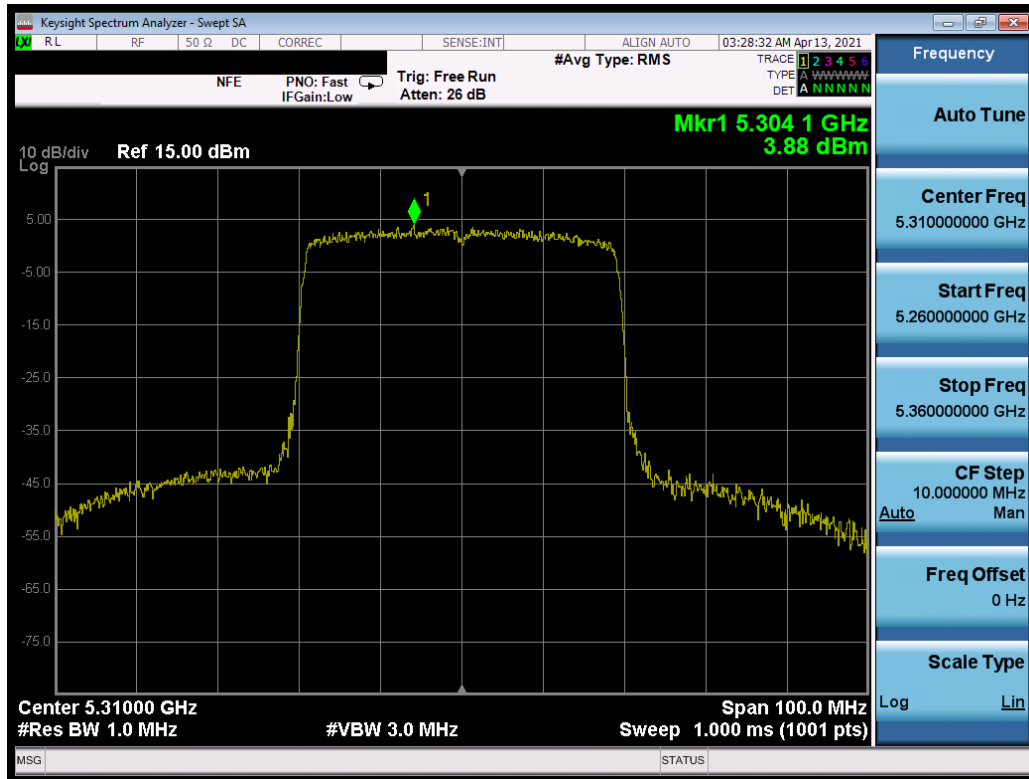 Keysight Spectrum Analyzer - Swept SA
LXI RL RF 50 Ω DC CORREC SENSE:INT ALIGN AUTO 03:28:32 AM Apr 13, 2021
#Avg Type: RMS
TRACE 1 2 3 4 5 6
TYPE A WWWWW
DET A N N N N N
NFE PNO: Fast Trig: Free Run
IFGain:Low Atten: 26 dB
Mkr1 5.304 1 GHz
3.88 dBm
10 dB/div Ref 15.00 dBm
Log
1
5.00
-5.00
-15.0
-25.0
-35.0
-45.0
-55.0
-65.0
-75.0
Center 5.31000 GHz Span 100.0 MHz
#Res BW 1.0 MHz #VBW 3.0 MHz Sweep 1.000 ms (1001 pts)
MSG STATUS
Frequency
Auto Tune
Center Freq
5.310000000 GHz
Start Freq
5.260000000 GHz
Stop Freq
5.360000000 GHz
CF Step
10.000000 MHz
Auto Man
Freq Offset
0 Hz
Scale Type
Log Lin